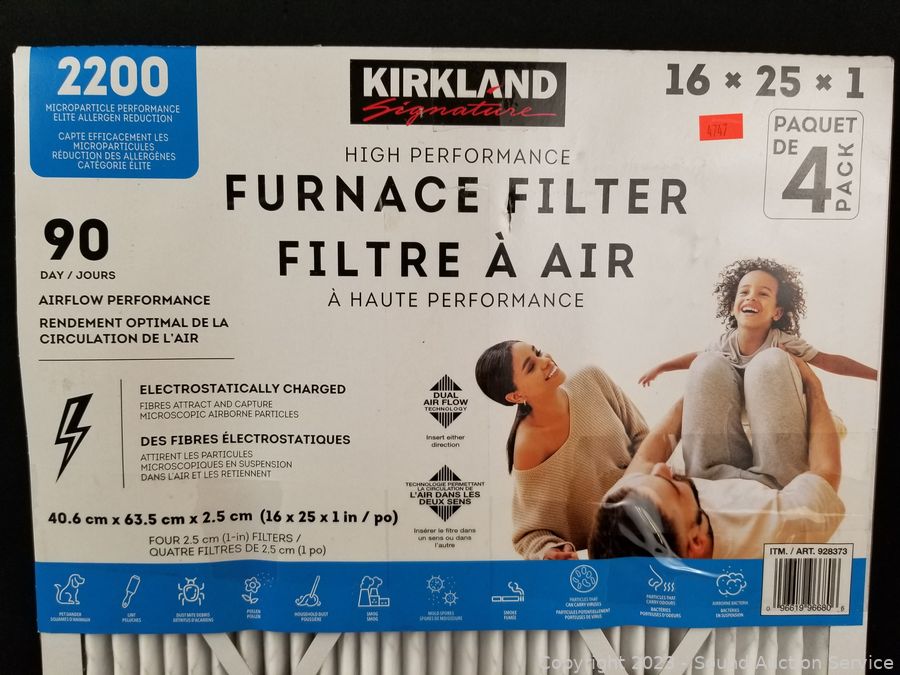 2200
MICROPARTICLE PERFORMANCE
ELITE ALLERGEN REDUCTION
CAPTE EFFICACEMENT LES
MICROPARTICULES
RÉDUCTION DES ALLERGÈNES
CATÉGORIE ÉLITE
KIRKLAND
Signature
16 × 25 × 1
4747
PAQUET
DE
4
PACK
HIGH PERFORMANCE
FURNACE FILTER
FILTRE À AIR
À HAUTE PERFORMANCE
90
DAY / JOURS
AIRFLOW PERFORMANCE
RENDEMENT OPTIMAL DE LA
CIRCULATION DE L'AIR
ELECTROSTATICALLY CHARGED
FIBRES ATTRACT AND CAPTURE
MICROSCOPIC AIRBORNE PARTICLES
DES FIBRES ÉLECTROSTATIQUES
ATTIRENT LES PARTICULES
MICROSCOPIQUES EN SUSPENSION
DANS L'AIR ET LES RETIENNENT
DUAL
AIR FLOW
TECHNOLOGY
Insert either
direction
TECHNOLOGIE PERMETTANT
LA CIRCULATION DE
L'AIR DANS LES
DEUX SENS
Insérer le filtre dans
un sens ou dans
l'autre
40.6 cm x 63.5 cm x 2.5 cm (16 x 25 x 1 in / po)
FOUR 2.5 cm (1-in) FILTERS /
QUATRE FILTRES DE 2,5 cm (1 po)
ITM. / ART. 928373
0 96619 96680 6
PET DANDER
SQUAMES D'ANIMAUX
LINT
PELUCHES
DUST MITE DEBRIS
DÉTRITUS D'ACARIENS
POLLEN
POLLEN
HOUSEHOLD DUST
POUSSIÈRE
SMOG
SMOG
MOLD SPORES
SPORES DE MOISISSURE
SMOKE
FUMÉE
PARTICLES THAT
CAN CARRY VIRUSES
PARTICULES POTENTIELLEMENT
PORTEUSES DE VIRUS
PARTICLES THAT
CARRY ODOURS
BACTÉRIES
PORTEUSES D'ODEURS
AIRBORNE BACTERIA
BACTÉRIES
EN SUSPENSION
Copyright 2023 - Sound Auction Service